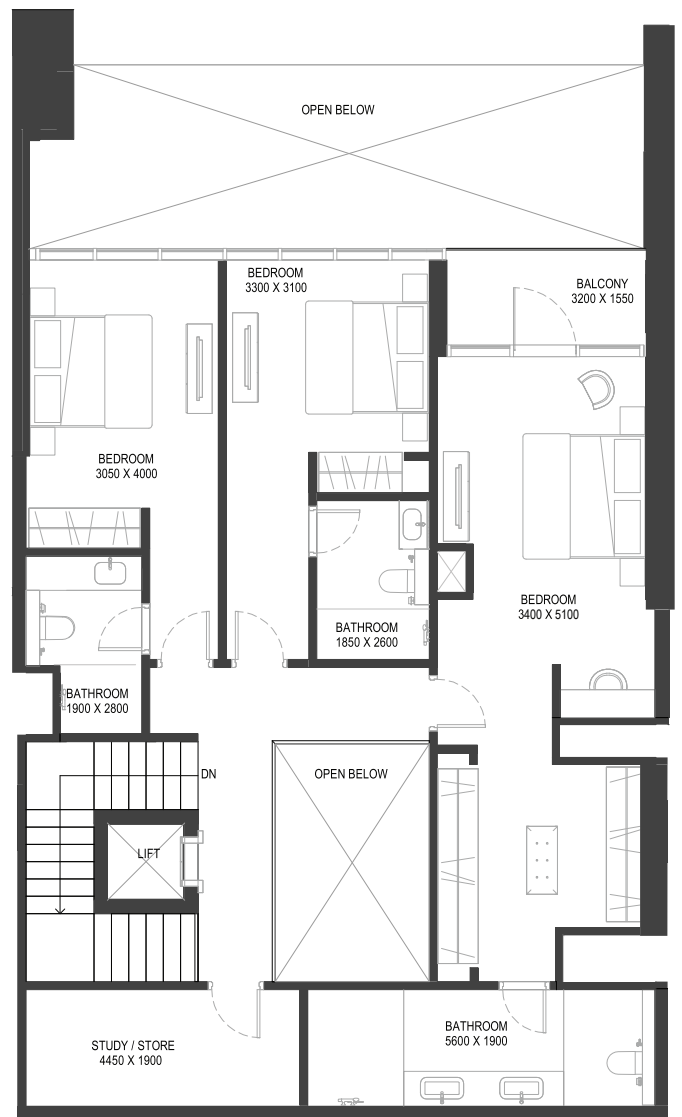 OPEN BELOW
BEDROOM
3300 X 3100
BALCONY
3200 X 1550
BEDROOM
3050 X 4000
BEDROOM
3400 X 5100
BATHROOM
1850 X 2600
BATHROOM
1900 X 2800
DN
OPEN BELOW
LIFT
BATHROOM
5600 X 1900
STUDY / STORE
4450 X 1900